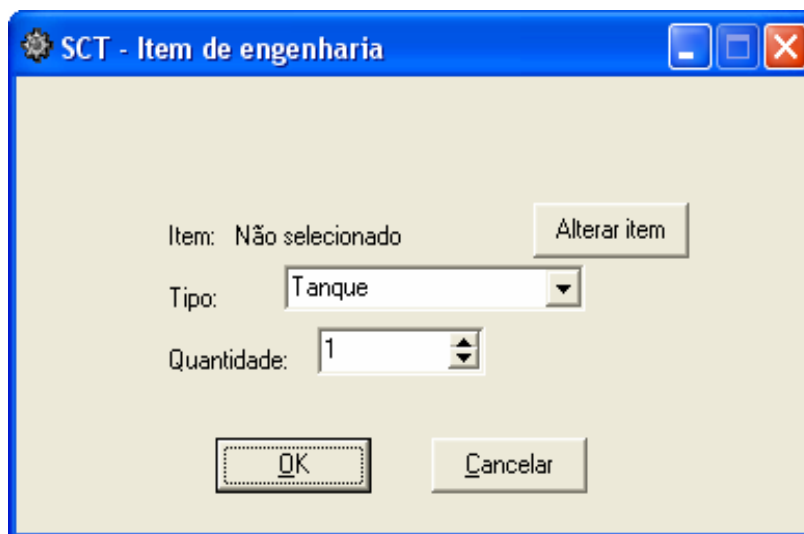 SCT - Item de engenharia
Item: Não selecionado Alterar item
Tipo: Tanque
Quantidade: 1
OK Cancelar